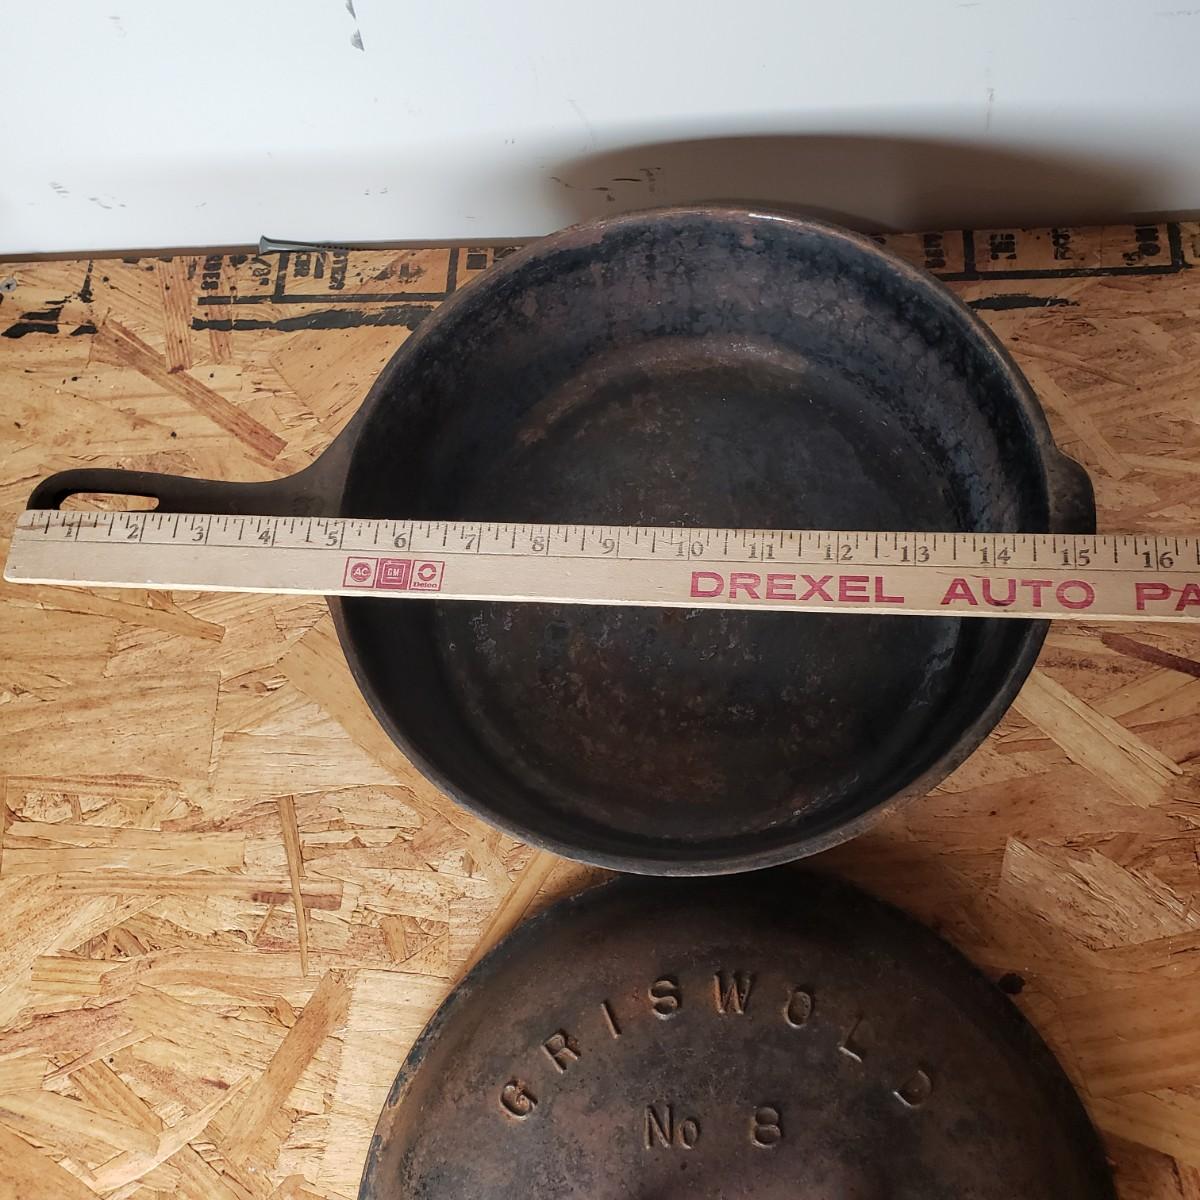 1 2 3 4 5 6 7 8 9 10 11 12 13 14 15 16
AC GM Delco DREXEL AUTO PA
GRISWOLD
No 8